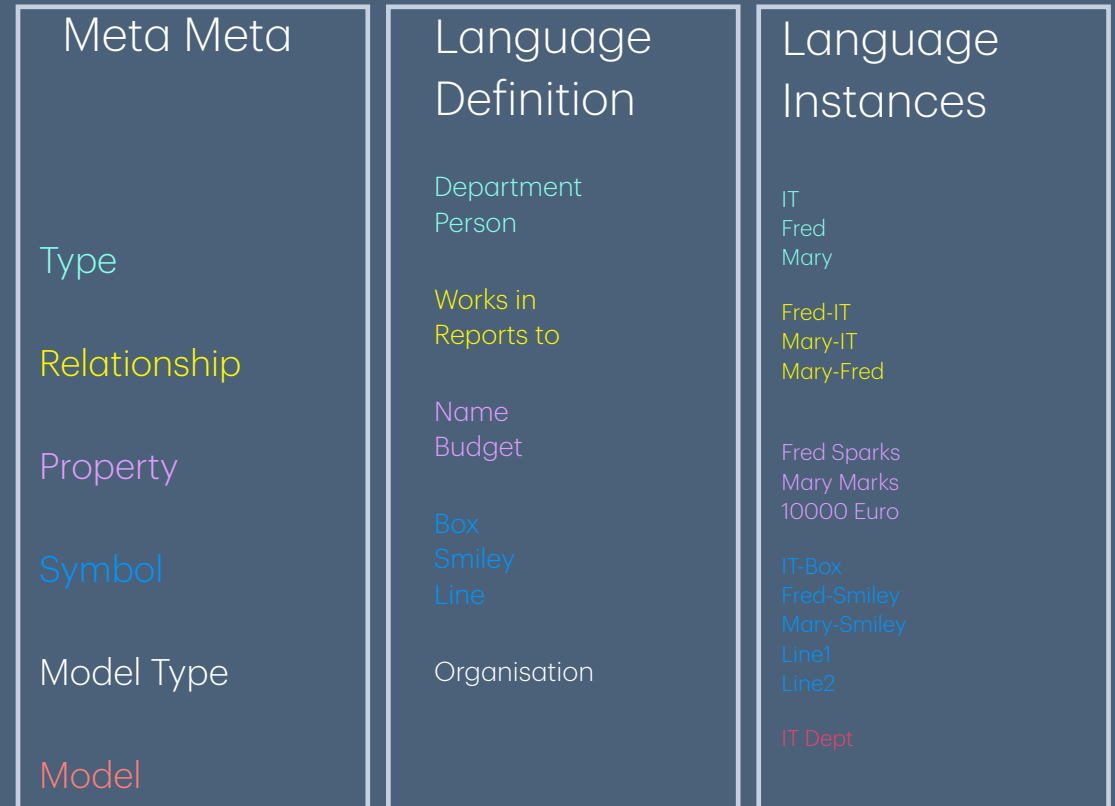 Meta Meta
Type
Relationship
Property
Symbol
Model Type
Model
Language
Definition
Department
Person
Works in
Reports to
Name
Budget
Box
Smiley
Line
Organisation
Language
Instances
IT
Fred
Mary
Fred-IT
Mary-IT
Mary-Fred
Fred Sparks
Mary Marks
10000 Euro
IT-Box
Fred-Smiley
Mary-Smiley
Line1
Line2
IT Dept